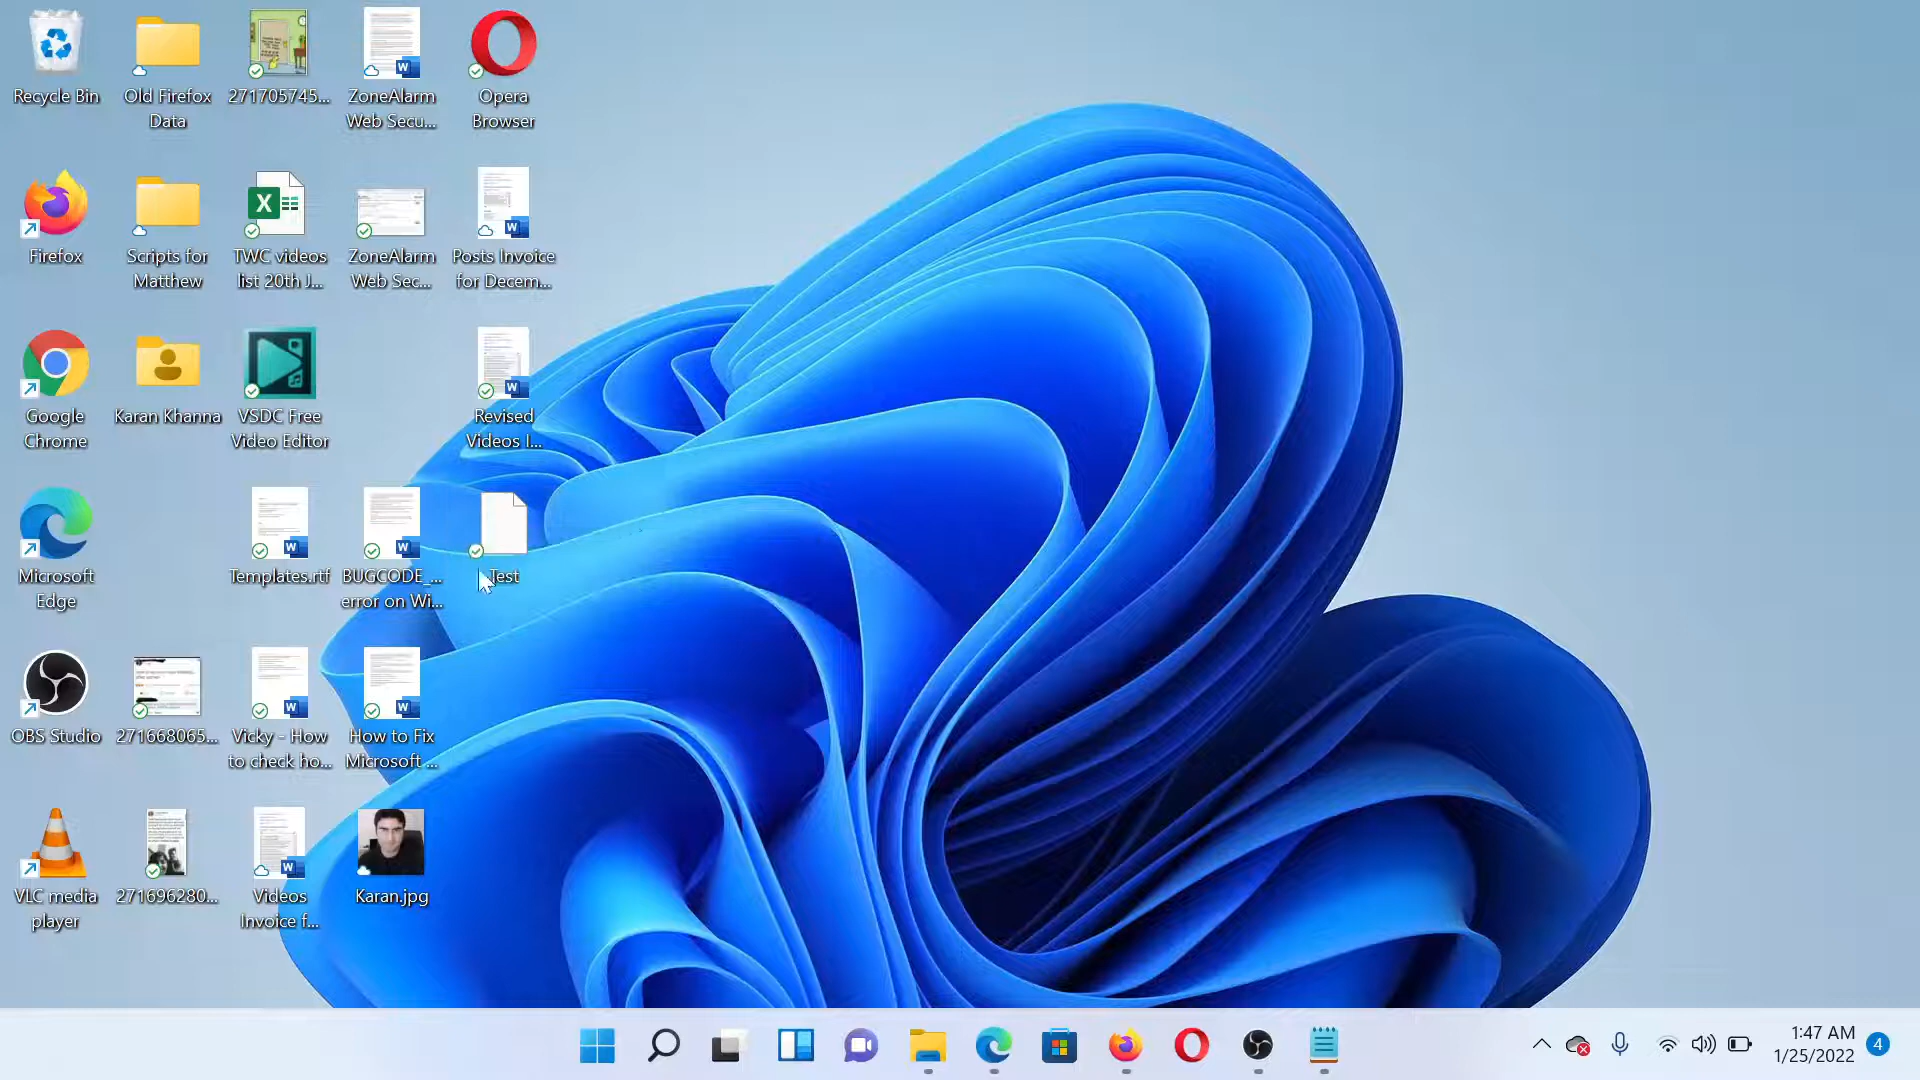 Recycle Bin
Old Firefox
Data
271705745...
ZoneAlarm
Web Secu...
Opera
Browser
Firefox
Scripts for
Matthew
TWC videos
list 20th J...
ZoneAlarm
Web Sec...
Posts Invoice
for Decem...
Google
Chrome
Karan Khanna
VSDC Free
Video Editor
Revised
Videos I...
Microsoft
Edge
Templates.rtf
BUGCODE_...
error on Wi...
Test
OBS Studio
271668065...
Vicky - How
to check ho...
How to Fix
Microsoft ...
VLC media
player
271696280...
Videos
Invoice f...
Karan.jpg
1:47 AM
1/25/2022
4